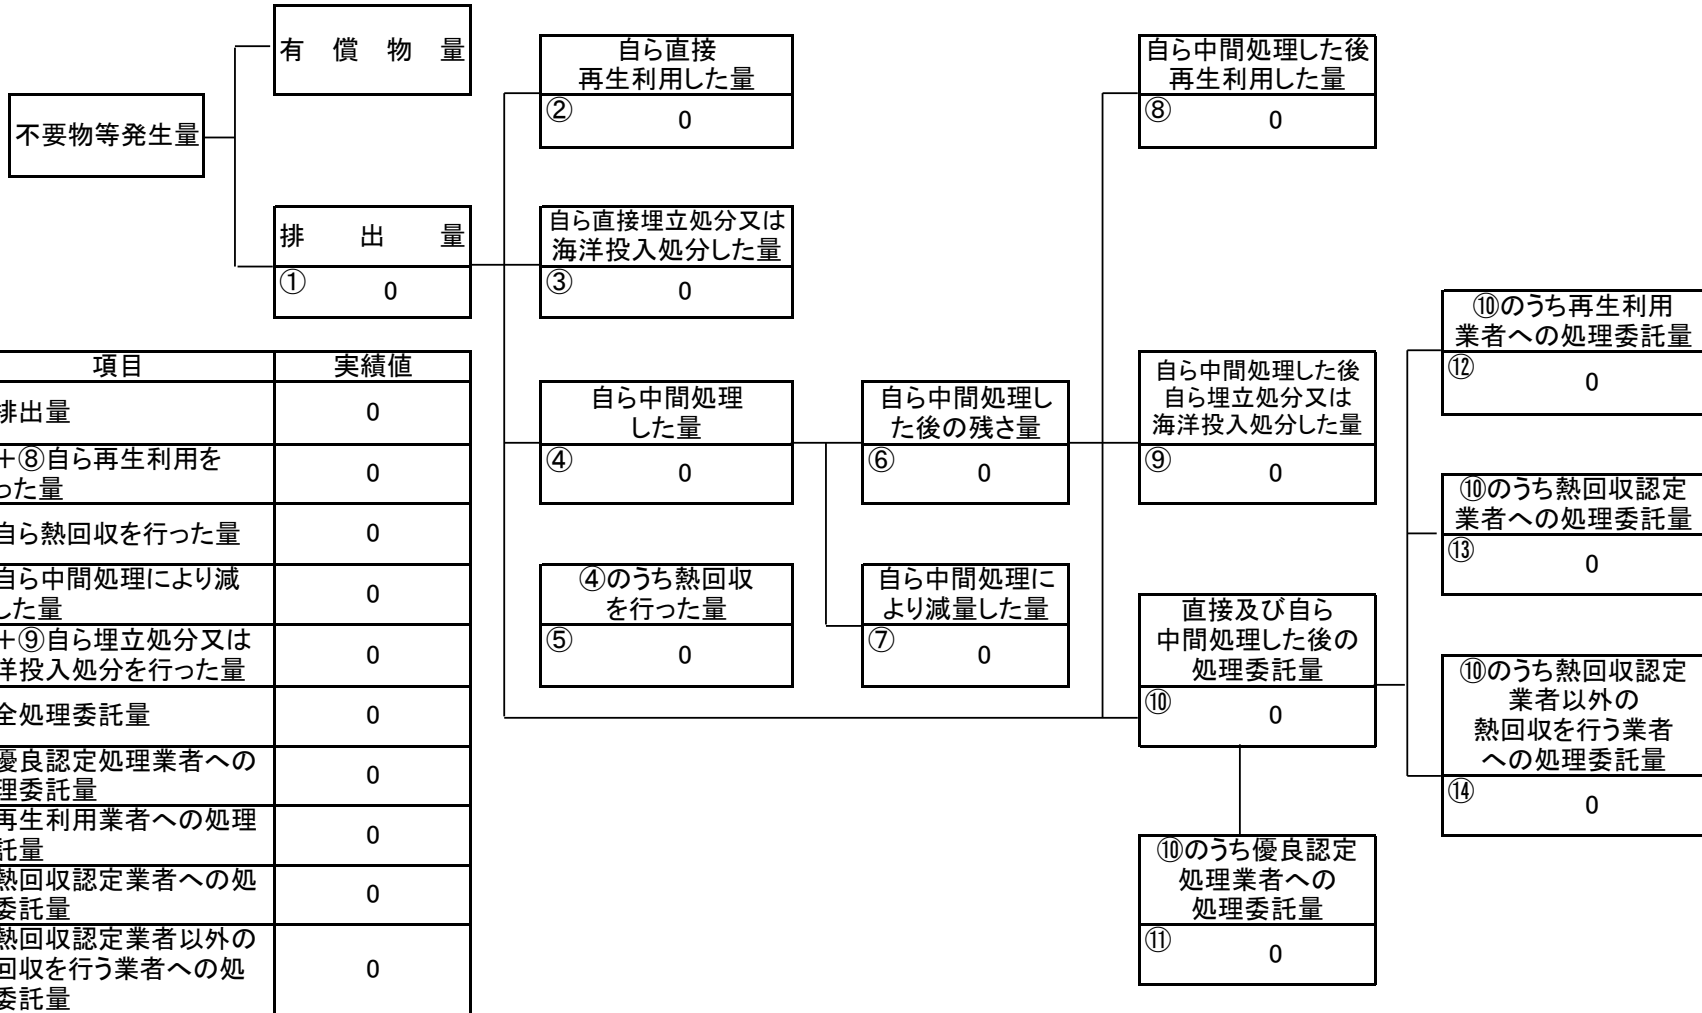 有償物量
不要物等発生量
排出量
①
0
自ら直接
再生利用した量
②
0
自ら直接埋立処分又は
海洋投入処分した量
③
0
自ら中間処理
した量
④
0
④のうち熱回収
を行った量
⑤
0
自ら中間処理し
た後の残さ量
⑥
0
自ら中間処理に
より減量した量
⑦
0
自ら中間処理した後
再生利用した量
⑧
0
自ら中間処理した後
自ら埋立処分又は
海洋投入処分した量
⑨
0
直接及び自ら
中間処理した後の
処理委託量
⑩
0
⑩のうち優良認定
処理業者への
処理委託量
⑪
0
⑩のうち再生利用
業者への処理委託量
⑫
0
⑩のうち熱回収認定
業者への処理委託量
⑬
0
⑩のうち熱回収認定
業者以外の
熱回収を行う業者
への処理委託量
⑭
0
項目 実績値
排出量 0
+⑧自ら再生利用を
った量
0
自ら熱回収を行った量 0
自ら中間処理により減
した量
0
+⑨自ら埋立処分又は
洋投入処分を行った量
0
全処理委託量 0
優良認定処理業者への
理委託量
0
再生利用業者への処理
託量
0
熱回収認定業者への処
委託量
0
熱回収認定業者以外の
回収を行う業者への処
委託量
0